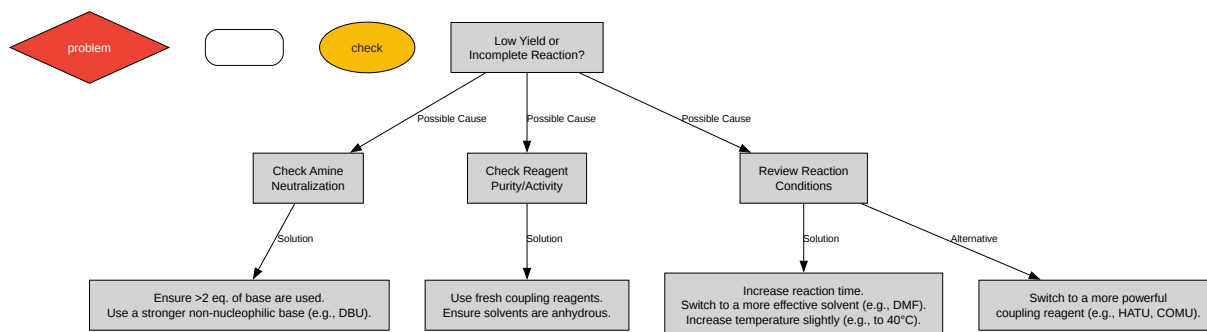 problem
check
Low Yield or
Incomplete Reaction?
Possible Cause
Possible Cause
Possible Cause
Check Amine
Neutralization
Check Reagent
Purity/Activity
Review Reaction
Conditions
Solution
Solution
Solution
Alternative
Ensure >2 eq. of base are used.
Use a stronger non-nucleophilic base (e.g., DBU).
Use fresh coupling reagents.
Ensure solvents are anhydrous.
Increase reaction time.
Switch to a more effective solvent (e.g., DMF).
Increase temperature slightly (e.g., to 40°C).
Switch to a more powerful
coupling reagent (e.g., HATU, COMU).